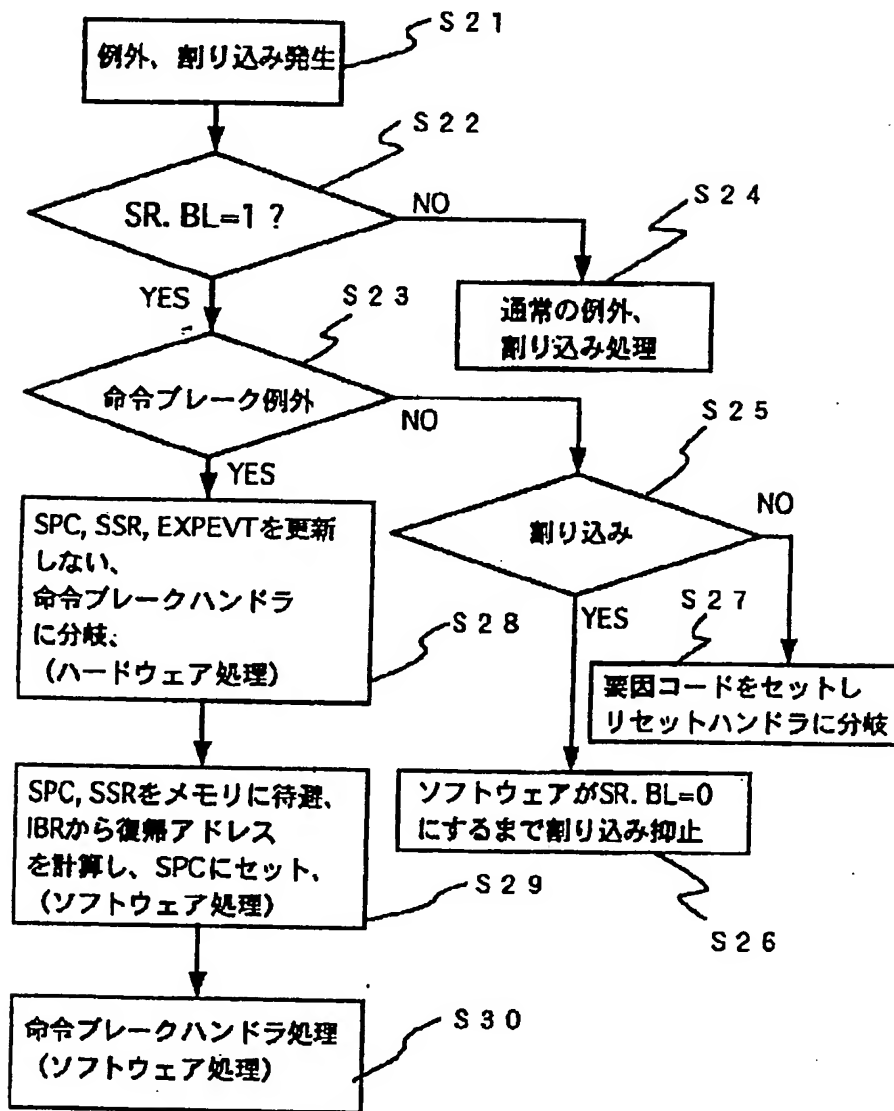 S21
例外、割り込み発生
S22
SR. BL=1 ?
NO
S24
YES
S23
通常の例外、
割り込み処理
命令ブレーク例外
NO
S25
YES
割り込み
NO
SPC, SSR, EXPEVTを更新
しない、
命令ブレークハンドラ
に分岐、
(ハードウェア処理)
S28
YES
S27
要因コードをセットし
リセットハンドラに分岐
SPC, SSRをメモリに待避、
IBRから復帰アドレス
を計算し、SPCにセット、
(ソフトウェア処理)
S29
ソフトウェアがSR. BL=0
にするまで割り込み抑止
S26
命令ブレークハンドラ処理
(ソフトウェア処理)
S30